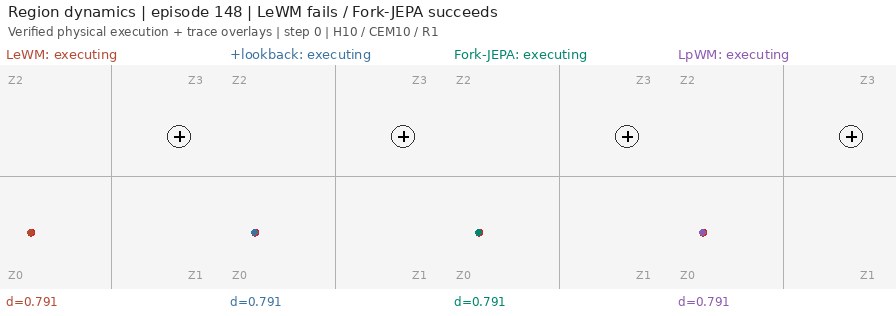 Region dynamics | episode 148 | LeWM fails / Fork-JEPA succeeds
Verified physical execution + trace overlays | step 0 | H10 / CEM10 / R1
LeWM: executing +lookback: executing Fork-JEPA: executing LpWM: executing
Z2 Z3 Z2 Z3 Z2 Z3 Z2 Z3
Z0 Z1 Z0 Z1 Z0 Z1 Z0 Z1
d=0.791 d=0.791 d=0.791 d=0.791